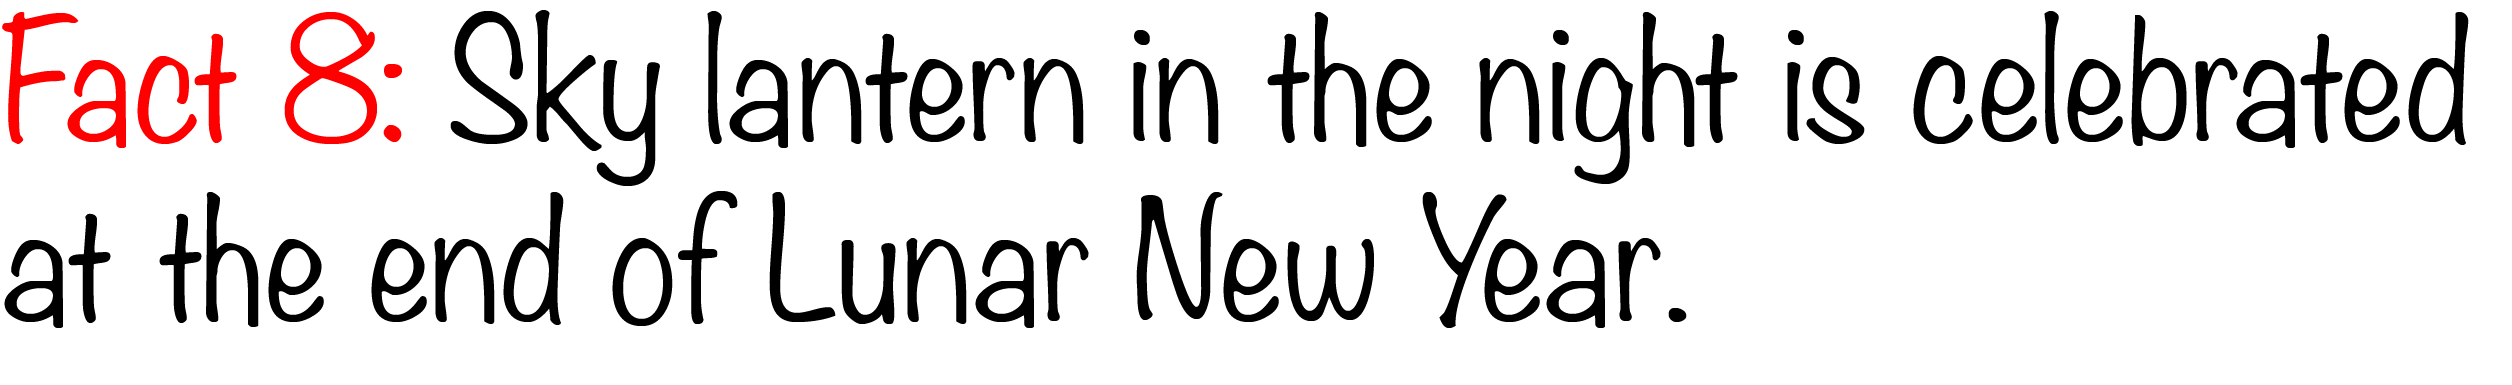 Fact 8: Sky lantern in the night is celebrated
at the end of Lunar New Year.